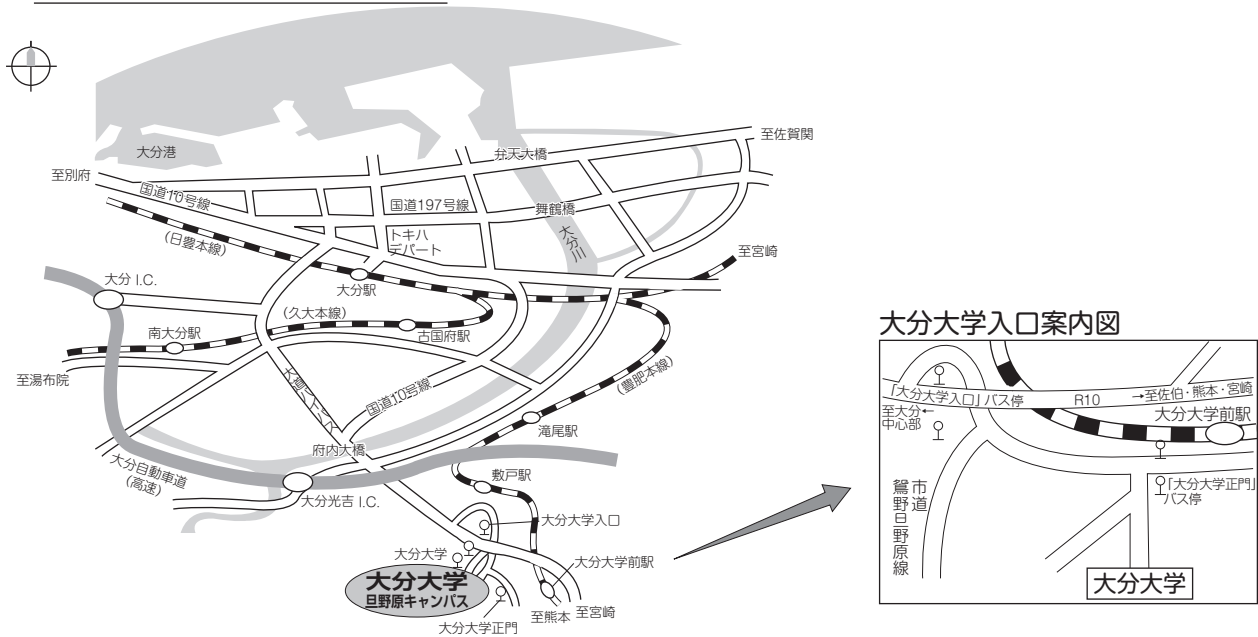 大分港
至別府
国道10号線
(日豊本線)
弁天大橋
至佐賀関
国道197号線
舞鶴橋
トキハ
デパート
大分川
至宮崎
大分 I.C.
大分駅
(久大本線)
南大分駅
古国府駅
至湯布院
国道10号線
(豊肥本線)
滝尾駅
府内大橋
大分自動車道
(高速)
大分光吉 I.C.
敷戸駅
大分大学入口
大分大学
大分大学前駅
大分大学
旦野原キャンパス
至熊本
至宮崎
大分大学正門
大分大学入口案内図
「大分大学入口」バス停
R10
→至佐伯・熊本・宮崎
至大分←
中心部
大分大学前駅
市道
鴛野旦野原線
「大分大学正門」
バス停
大分大学